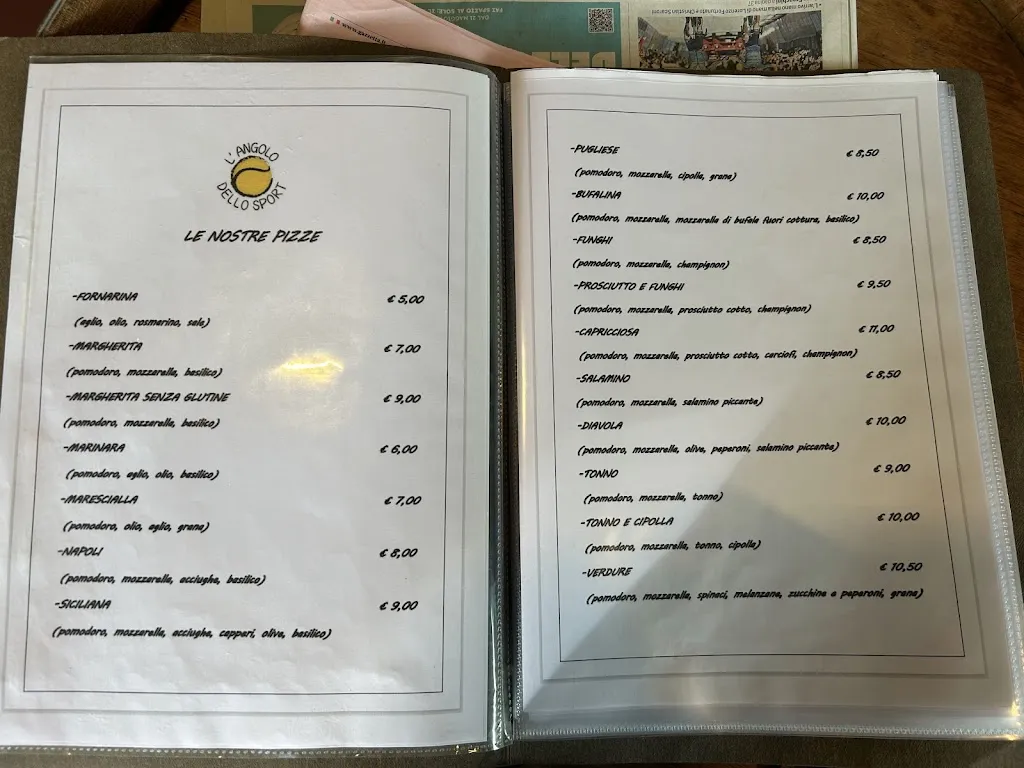 www.gazzetta.it
L'ANGOLO
DELLO SPORT
LE NOSTRE PIZZE
-FORNARINA € 5,00
(aglio, olio, rosmarino, sale)
-MARGHERITA € 7,00
(pomodoro, mozzarella, basilico)
-MARGHERITA SENZA GLUTINE € 9,00
(pomodoro, mozzarella, basilico)
-MARINARA € 6,00
(pomodoro, aglio, olio, basilico)
-MARESCIALLA € 7,00
(pomodoro, olio, aglio, grana)
-NAPOLI € 8,00
(pomodoro, mozzarella, acciughe, basilico)
-SICILIANA € 9,00
(pomodoro, mozzarella, acciughe, capperi, olive, basilico)
-PUGLIESE € 8,50
(pomodoro, mozzarella, cipolla, grana)
-BUFALINA € 10,00
(pomodoro, mozzarella, mozzarella di bufala fuori cottura, basilico)
-FUNGHI € 8,50
(pomodoro, mozzarella, champignon)
-PROSCIUTTO E FUNGHI € 9,50
(pomodoro, mozzarella, prosciutto cotto, champignon)
-CAPRICCIOSA € 11,00
(pomodoro, mozzarella, prosciutto cotto, carciofi, champignon)
-SALAMINO € 8,50
(pomodoro, mozzarella, salamino piccante)
-DIAVOLA € 10,00
(pomodoro, mozzarella, olive, peperoni, salamino piccante)
-TONNO € 9,00
(pomodoro, mozzarella, tonno)
-TONNO E CIPOLLA € 10,00
(pomodoro, mozzarella, tonno, cipolla)
-VERDURE € 10,50
(pomodoro, mozzarella, spinaci, melanzane, zucchine e peperoni, grana)